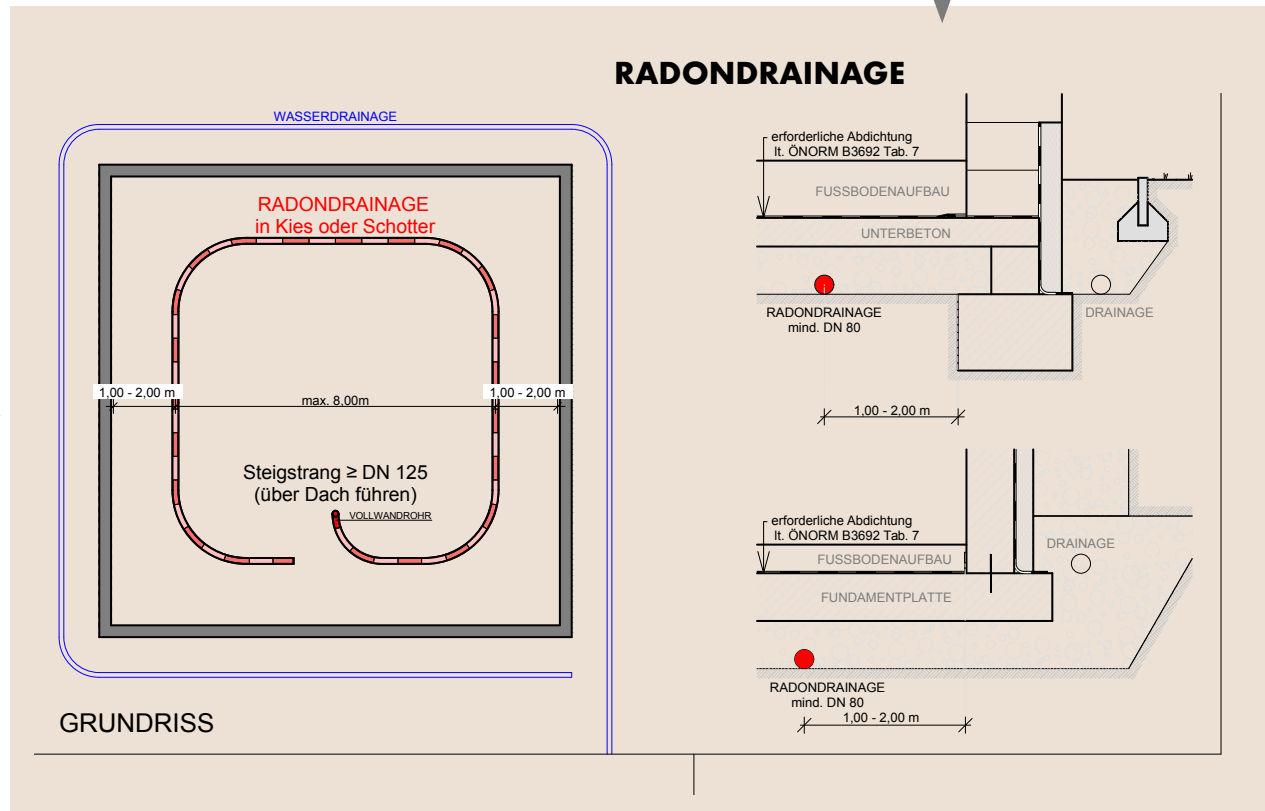 RADONDRAINAGE
WASSERDRAINAGE
RADONDRAINAGE
in Kies oder Schotter
1,00 - 2,00 m
max. 8,00m
1,00 - 2,00 m
Steigstrang ≥ DN 125
(über Dach führen)
VOLLWANDROHR
GRUNDRISS
erforderliche Abdichtung
lt. ÖNORM B3692 Tab. 7
FUSSBODENAUFBAU
UNTERBETON
RADONDRAINAGE
mind. DN 80
DRAINAGE
1,00 - 2,00 m
erforderliche Abdichtung
lt. ÖNORM B3692 Tab. 7
DRAINAGE
FUSSBODENAUFBAU
FUNDAMENTPLATTE
RADONDRAINAGE
mind. DN 80
1,00 - 2,00 m